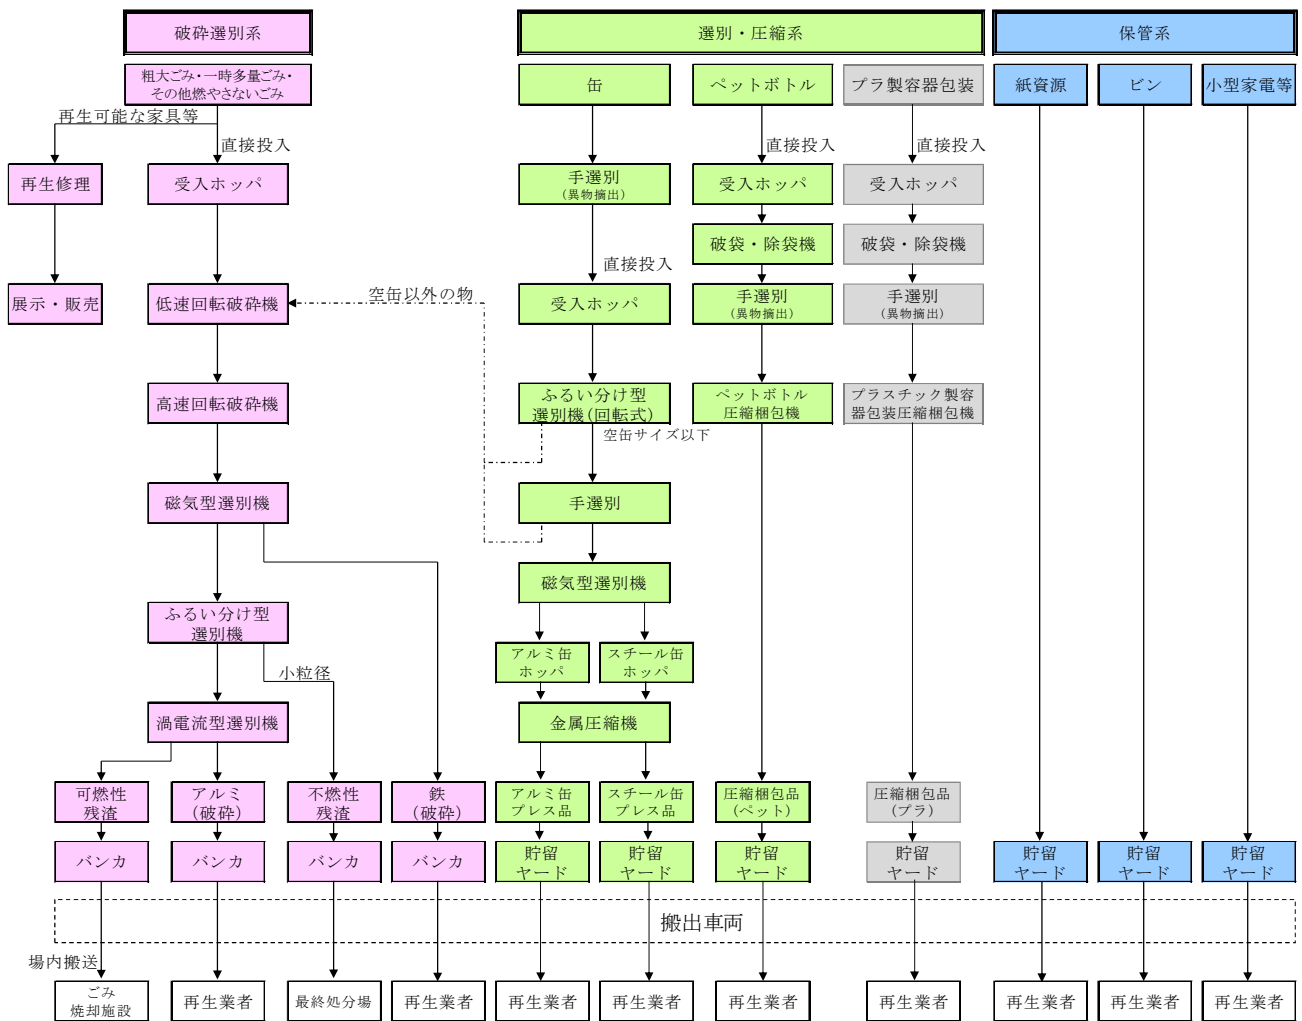 破砕選別系
選別・圧縮系
保管系
粗大ごみ・一時多量ごみ・
その他燃やさないごみ
缶
ペットボトル
プラ製容器包装
紙資源
ビン
小型家電等
再生可能な家具等
直接投入
直接投入
直接投入
再生修理
受入ホッパ
手選別
(異物摘出)
受入ホッパ
受入ホッパ
破袋・除袋機
破袋・除袋機
直接投入
展示・販売
低速回転破砕機
空缶以外の物
受入ホッパ
手選別
(異物摘出)
手選別
(異物摘出)
高速回転破砕機
ふるい分け型
選別機(回転式)
ペットボトル
圧縮梱包機
プラスチック製容
器包装圧縮梱包機
空缶サイズ以下
磁気型選別機
手選別
磁気型選別機
ふるい分け型
選別機
アルミ缶
ホッパ
スチール缶
ホッパ
小粒径
渦電流型選別機
金属圧縮機
可燃性
残渣
アルミ
(破砕)
不燃性
残渣
鉄
(破砕)
アルミ缶
プレス品
スチール缶
プレス品
圧縮梱包品
(ペット)
圧縮梱包品
(プラ)
バンカ
バンカ
バンカ
バンカ
貯留
ヤード
貯留
ヤード
貯留
ヤード
貯留
ヤード
貯留
ヤード
貯留
ヤード
貯留
ヤード
搬出車両
場内搬送
ごみ
焼却施設
再生業者
最終処分場
再生業者
再生業者
再生業者
再生業者
再生業者
再生業者
再生業者
再生業者